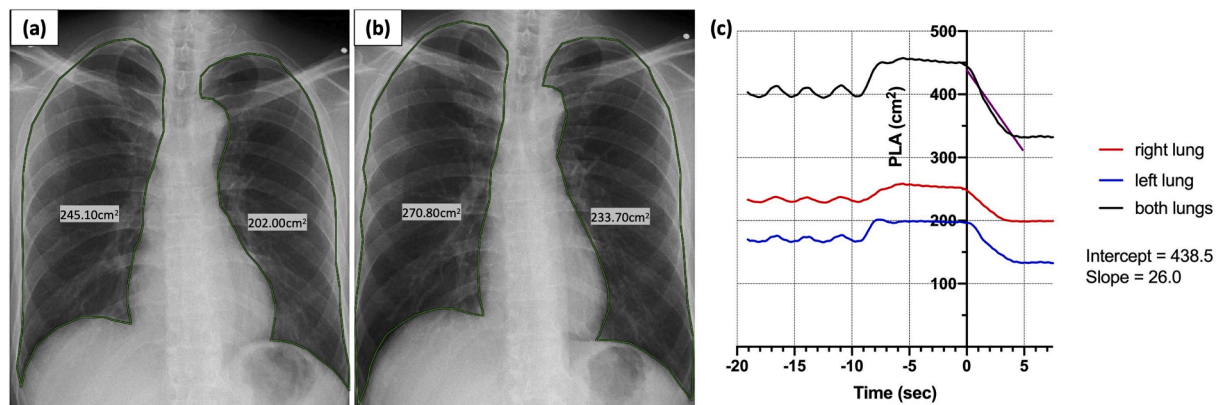 (a)
245.10cm²
202.00cm²
(b)
270.80cm²
233.70cm²
(c)
500
400
300
200
100
PLA (cm²)
-20 -15 -10 -5 0 5
Time (sec)
right lung
left lung
both lungs
Intercept = 438.5
Slope = 26.0